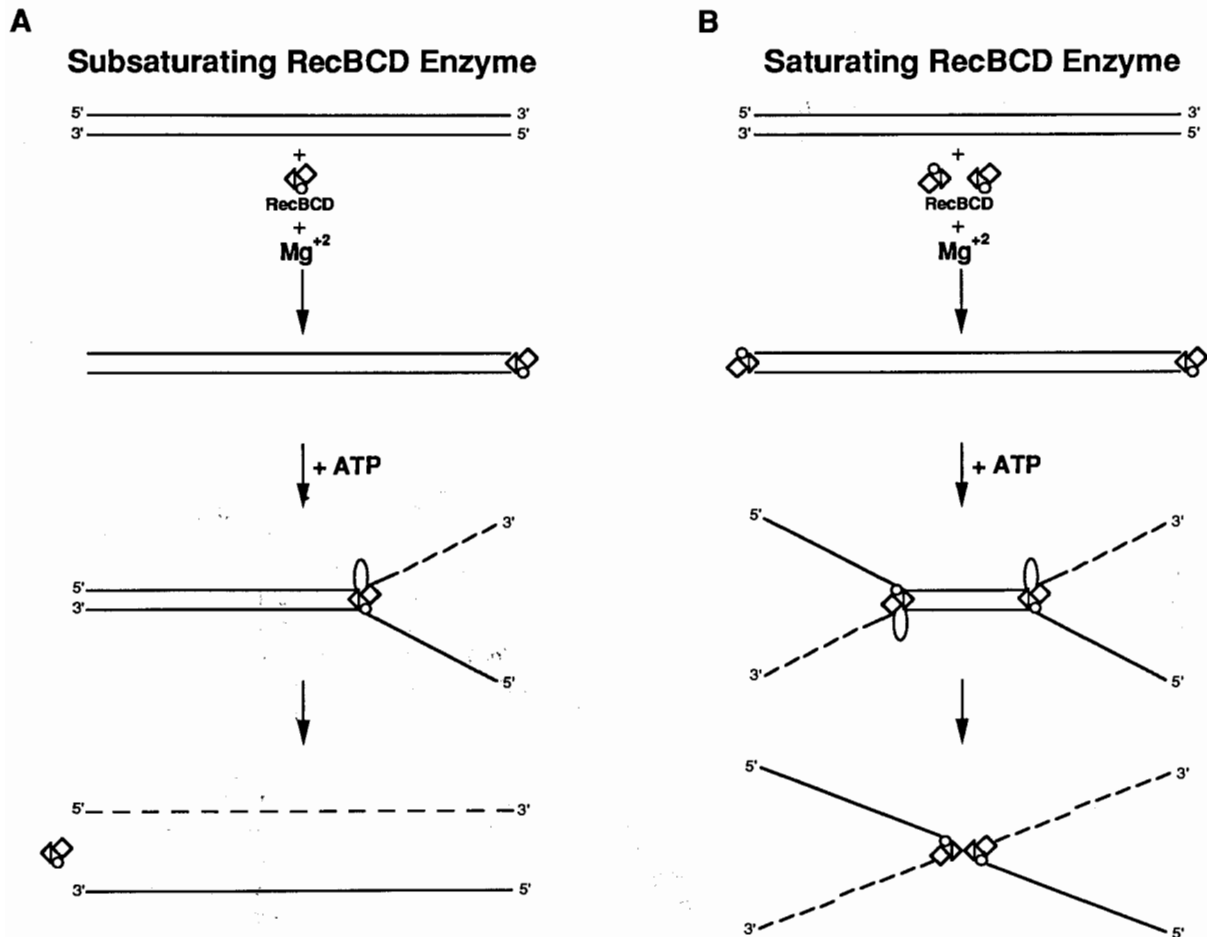 A
Subsaturating RecBCD Enzyme
5' 3'
3' 5'
+
RecBCD
+
Mg+2
+ ATP
3'
5'
3'
5'
5' 3'
3' 5'
B
Saturating RecBCD Enzyme
5' 3'
3' 5'
+
RecBCD
+
Mg+2
+ ATP
5' 3'
3' 5'
5' 3'
3' 5'